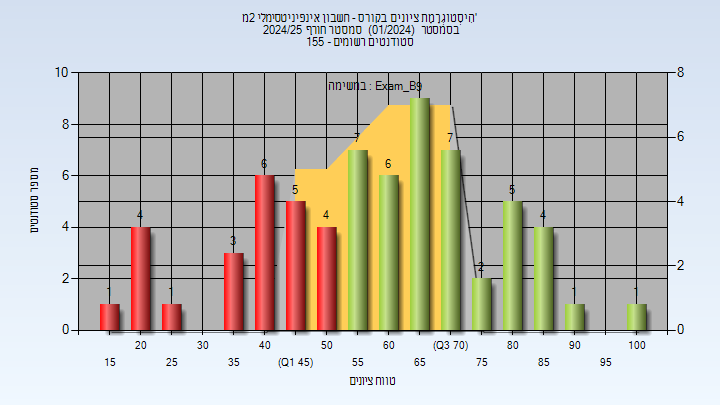 היסטוגרמת ציונים בקורס - חשבון אינפיניטסימלי 2מ'
בסמסטר (01/2024) סמסטר חורף 2024/25
סטודנטים רשומים - 155
במשימה : Exam_B9
מספר סטודנטים
10 8 6 4 2 0
8 6 4 2 0
1 4 1 3 6 5 4 7 6 9 7 2 5 4 1 1
20 30 40 50 60 (Q3 70) 80 90 100
15 25 35 (Q1 45) 55 65 75 85 95
טווח ציונים